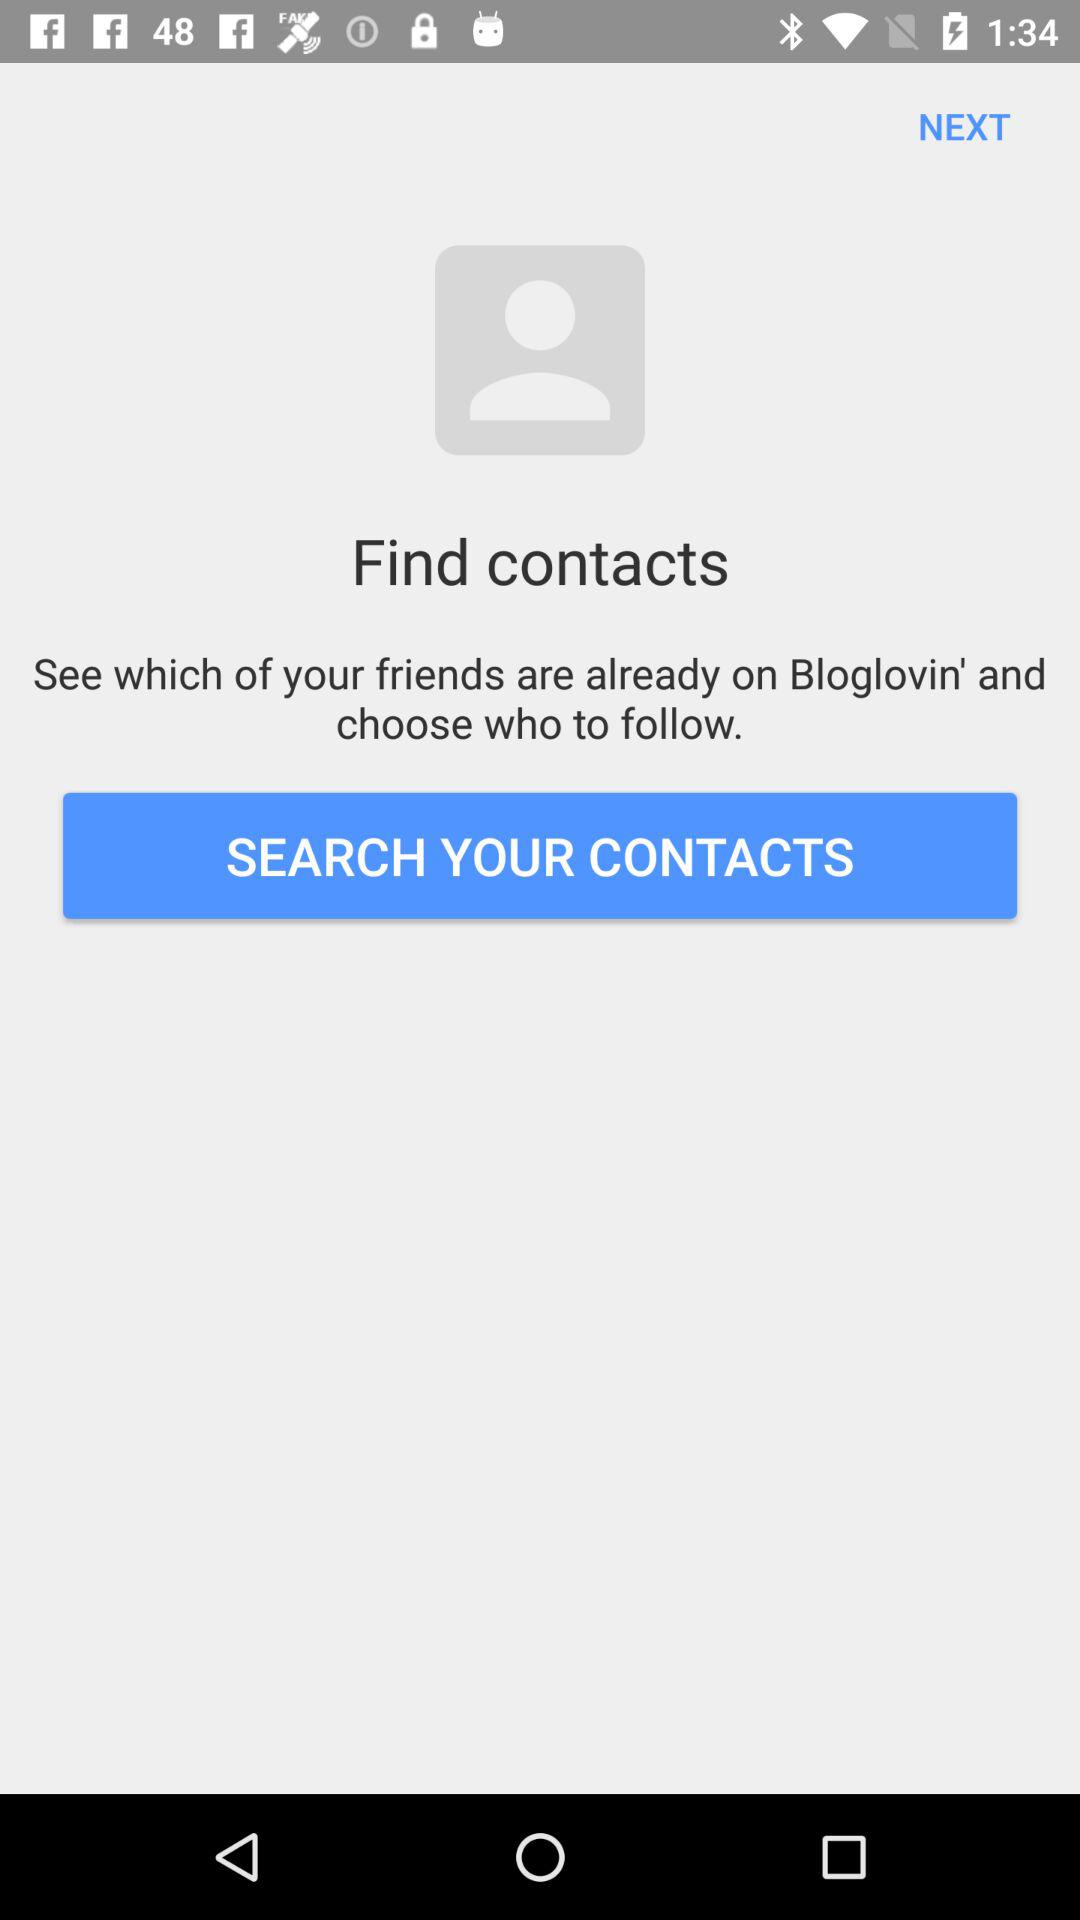 48 FAKE 1:34
NEXT
Find contacts
See which of your friends are already on Bloglovin' and
choose who to follow.
SEARCH YOUR CONTACTS